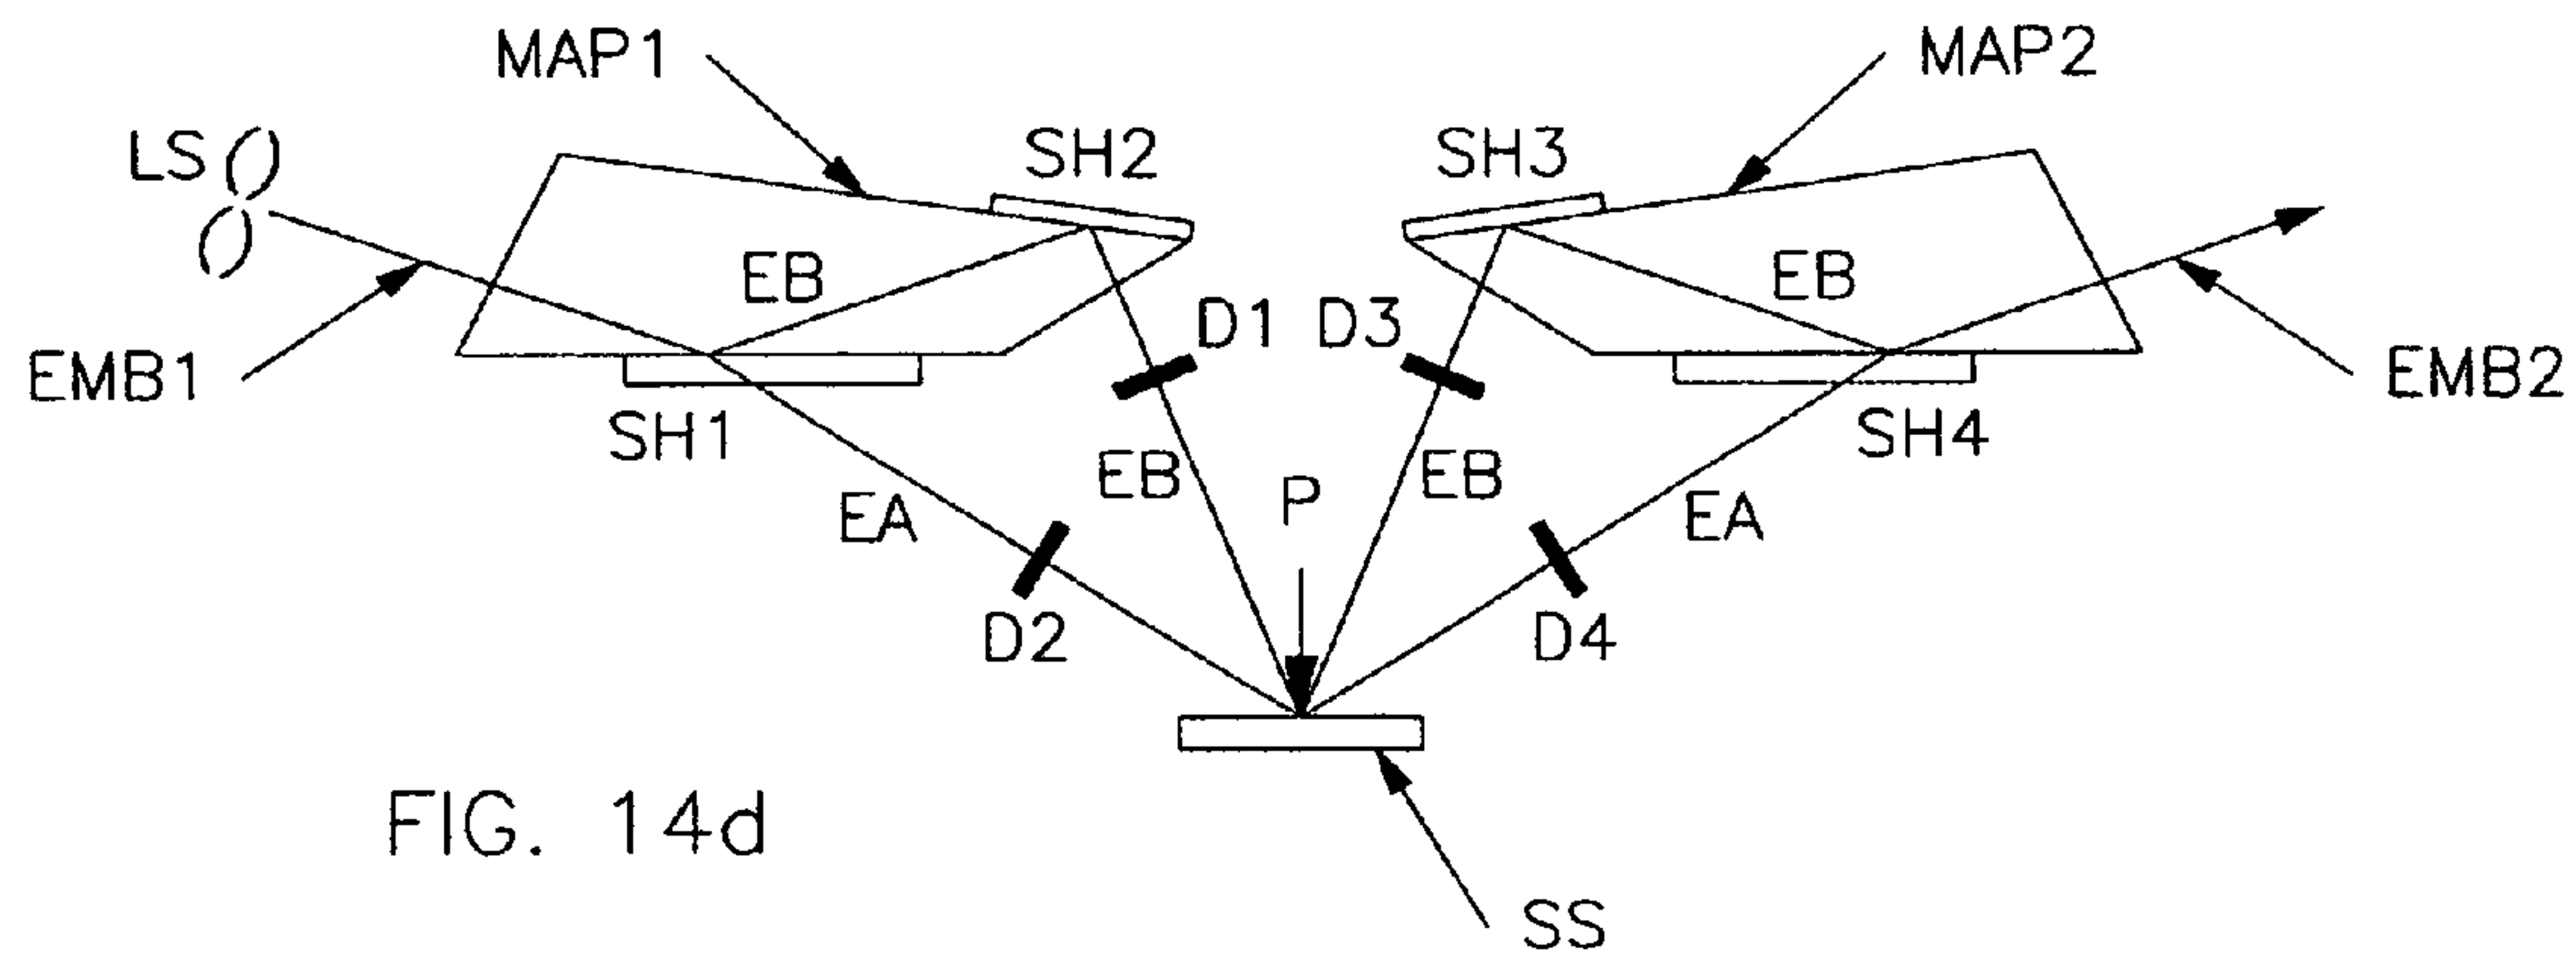 MAP1
MAP2
LS
SH2
SH3
EB
EB
EMB1
D1
D3
EMB2
SH1
SH4
EB
EB
P
EA
EA
D2
D4
FIG. 14d
SS